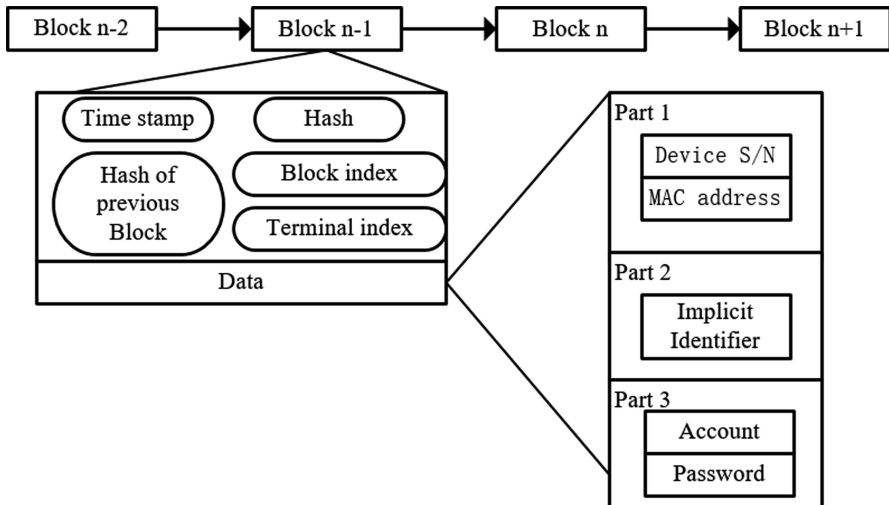 Block n-2
Block n-1
Block n
Block n+1
Time stamp
Hash
Hash of
previous
Block
Block index
Terminal index
Data
Part 1
Device S/N
MAC address
Part 2
Implicit
Identifier
Part 3
Account
Password